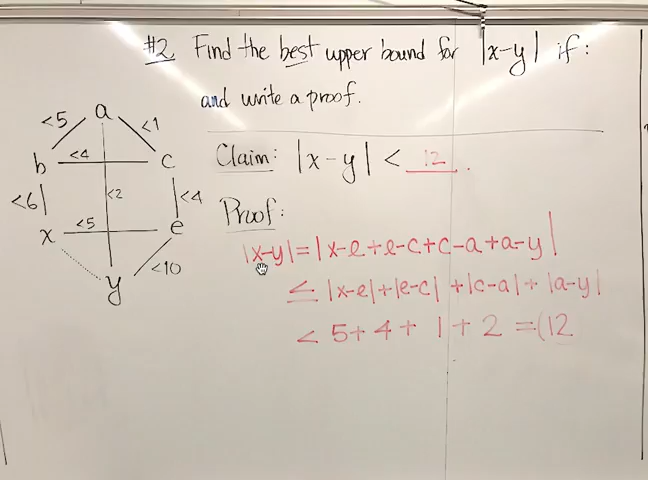 #2 Find the best upper bound for |x-y| if:
and write a proof.
<5 a <1
b <4 c
<6 <2 <4
x <5 e
y <10
Claim: |x-y| < 12.
Proof:
|x-y|=|x-e+e-c+c-a+a-y|
≤ |x-e|+|e-c|+|c-a|+|a-y|
< 5+4+1+2=(12